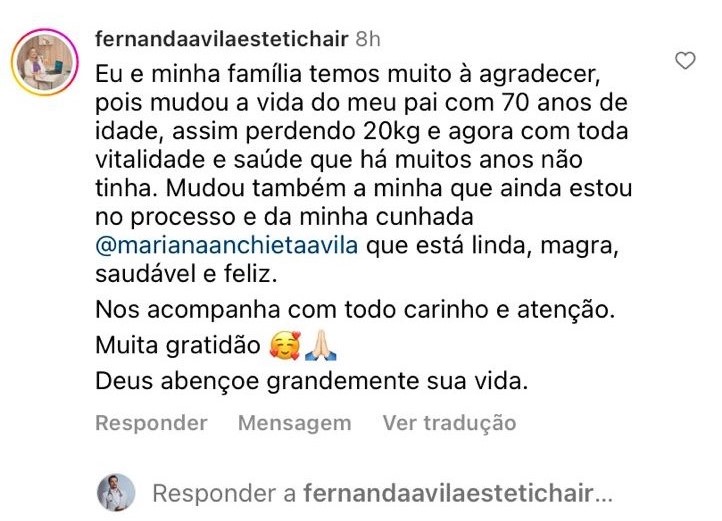 fernandaavilaestetichair 8h
Eu e minha família temos muito à agradecer,
pois mudou a vida do meu pai com 70 anos de
idade, assim perdendo 20kg e agora com toda
vitalidade e saúde que há muitos anos não
tinha. Mudou também a minha que ainda estou
no processo e da minha cunhada
@marianaanchietaavila que está linda, magra,
saudável e feliz.
Nos acompanha com todo carinho e atenção.
Muita gratidão 🥰🙏🏻
Deus abençoe grandemente sua vida.
Responder Mensagem Ver tradução
Responder a fernandaavilaestetichair...